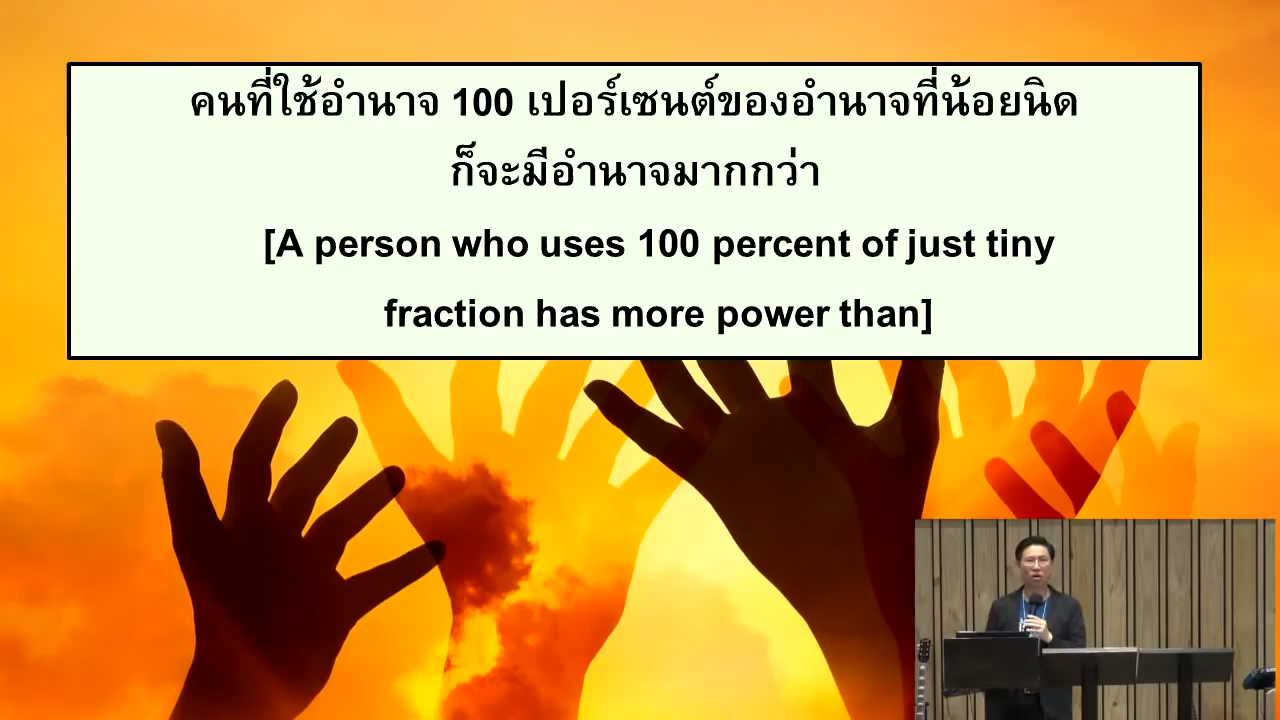 คนที่ใช้อำนาจ 100 เปอร์เซนต์ของอำนาจที่น้อยนิด
ก็จะมีอำนาจมากกว่า
[A person who uses 100 percent of just tiny
fraction has more power than]